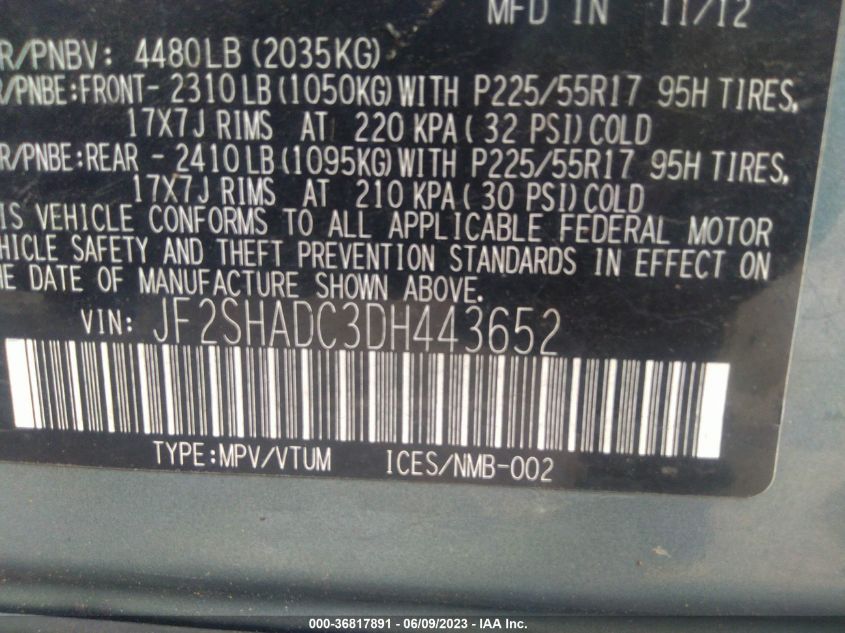 MFD IN 11/12
R/PNBV: 4480LB (2035KG)
R/PNBE:FRONT- 2310LB(1050KG)WITH P225/55R17 95H TIRES,
17X7J RIMS AT 220 KPA( 32 PSI)COLD
R/PNBE:REAR - 2410LB(1095KG)WITH P225/55R17 95H TIRES,
17X7J RIMS AT 210 KPA( 30 PSI)COLD
IS VEHICLE CONFORMS TO ALL APPLICABLE FEDERAL MOTOR
HICLE SAFETY AND THEFT PREVENTION STANDARDS IN EFFECT ON
E DATE OF MANUFACTURE SHOWN ABOVE.
VIN: JF2SHADC3DH443652
TYPE:MPV/VTUM ICES/NMB-002
000-36817891 - 06/09/2023 - IAA Inc.